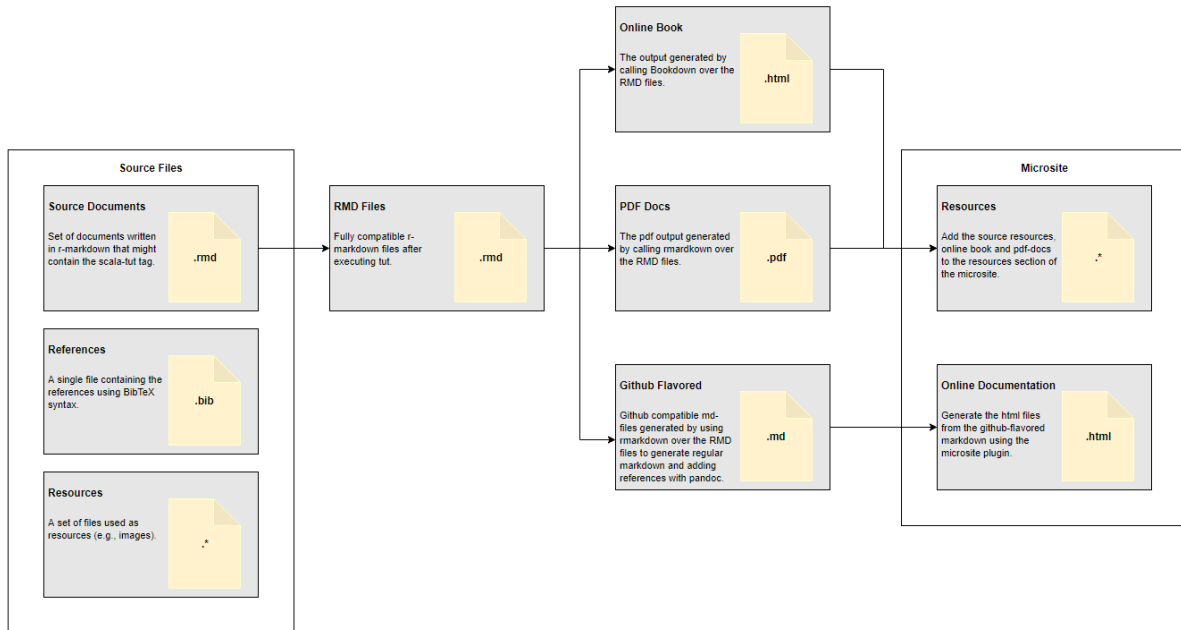 Online Book
The output generated by
calling Bookdown over the
RMD files.
.html
Source Files
Source Documents
Set of documents written
in r-markdown that might
contain the scala-tut tag.
.rmd
References
A single file containing the
references using BibTeX
syntax.
.bib
Resources
A set of files used as
resources (e.g., images).
.*
RMD Files
Fully compatible r-
markdown files after
executing tut.
.rmd
PDF Docs
The pdf output generated
by calling rmardkown over
the RMD files.
.pdf
Github Flavored
Github compatible md-
files generated by using
rmarkdown over the RMD
files to generate regular
markdown and adding
references with pandoc.
.md
Microsite
Resources
Add the source resources,
online book and pdf-docs
to the resources section of
the microsite.
.*
Online Documentation
Generate the html files
from the github-flavored
markdown using the
microsite plugin.
.html